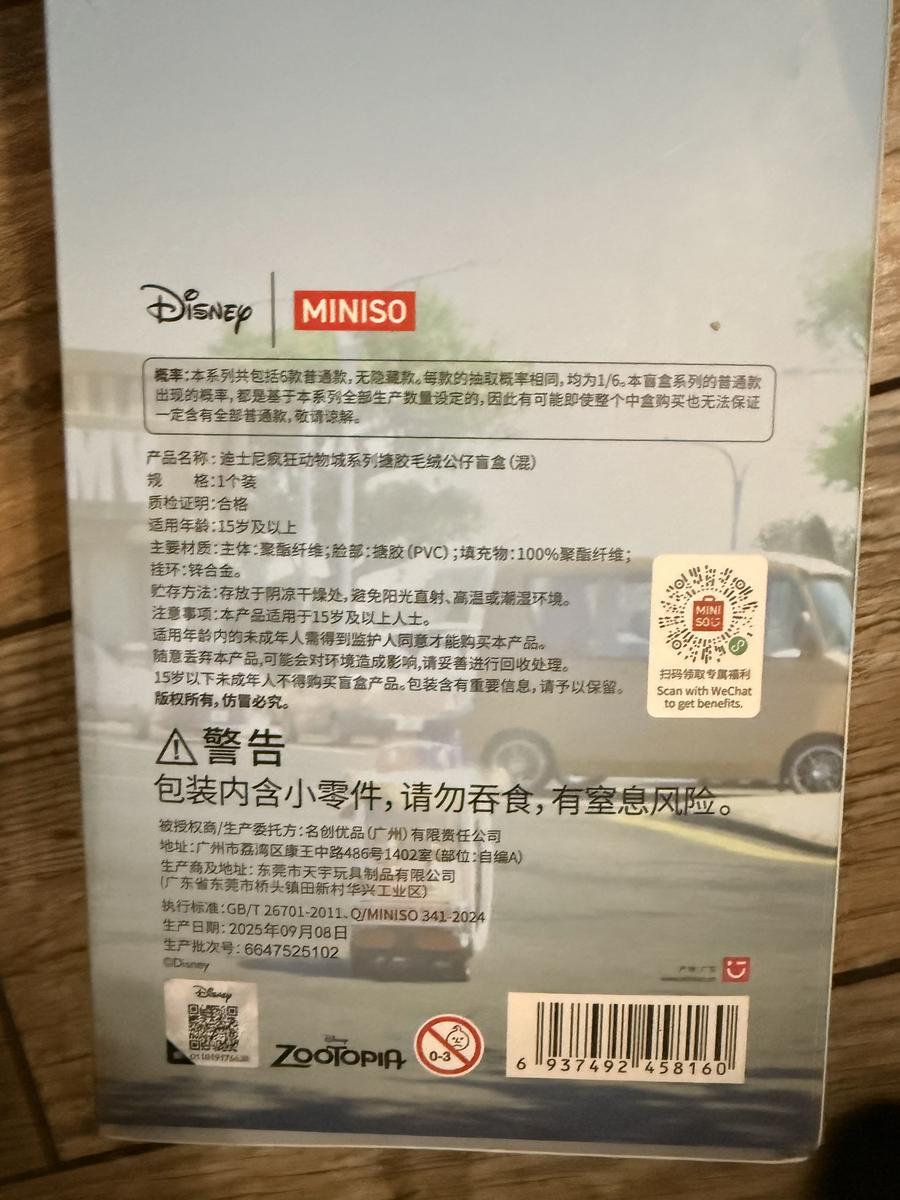 Disney
MINISO
概率:本系列共包括6款普通款,无隐藏款。每款的抽取概率相同,均为1/6。本盲盒系列的普通款
出现的概率,都是基于本系列全部生产数量设定的,因此有可能即使整个中盒购买也无法保证
一定含有全部普通款,敬请谅解。
产品名称:迪士尼疯狂动物城系列搪胶毛绒公仔盲盒(混)
规 格:1个装
质检证明:合格
适用年龄:15岁及以上
主要材质:主体:聚酯纤维;脸部:搪胶(PVC);填充物:100%聚酯纤维;
挂环:锌合金。
贮存方法:存放于阴凉干燥处,避免阳光直射、高温或潮湿环境。
注意事项:本产品适用于15岁及以上人士。
适用年龄内的未成年人需得到监护人同意才能购买本产品。
随意丢弃本产品,可能会对环境造成影响,请妥善进行回收处理。
15岁以下未成年人不得购买盲盒产品。包装含有重要信息,请予以保留。
版权所有,仿冒必究。
MINI
SO
扫码领取专属福利
Scan with WeChat
to get benefits.
警告
包装内含小零件,请勿吞食,有窒息风险。
被授权商/生产委托方:名创优品(广州)有限责任公司
地址:广州市荔湾区康王中路486号1402室(部位:自编A)
生产商及地址:东莞市天宇玩具制品有限公司
(广东省东莞市桥头镇田新村华兴工业区)
执行标准:GB/T 26701-2011、Q/MINISO 341-2024
生产日期:2025年09月08日
生产批次号:6647525102
©Disney
Disney
Disney
ZOOTOPIA
0-3
6 937492 458160